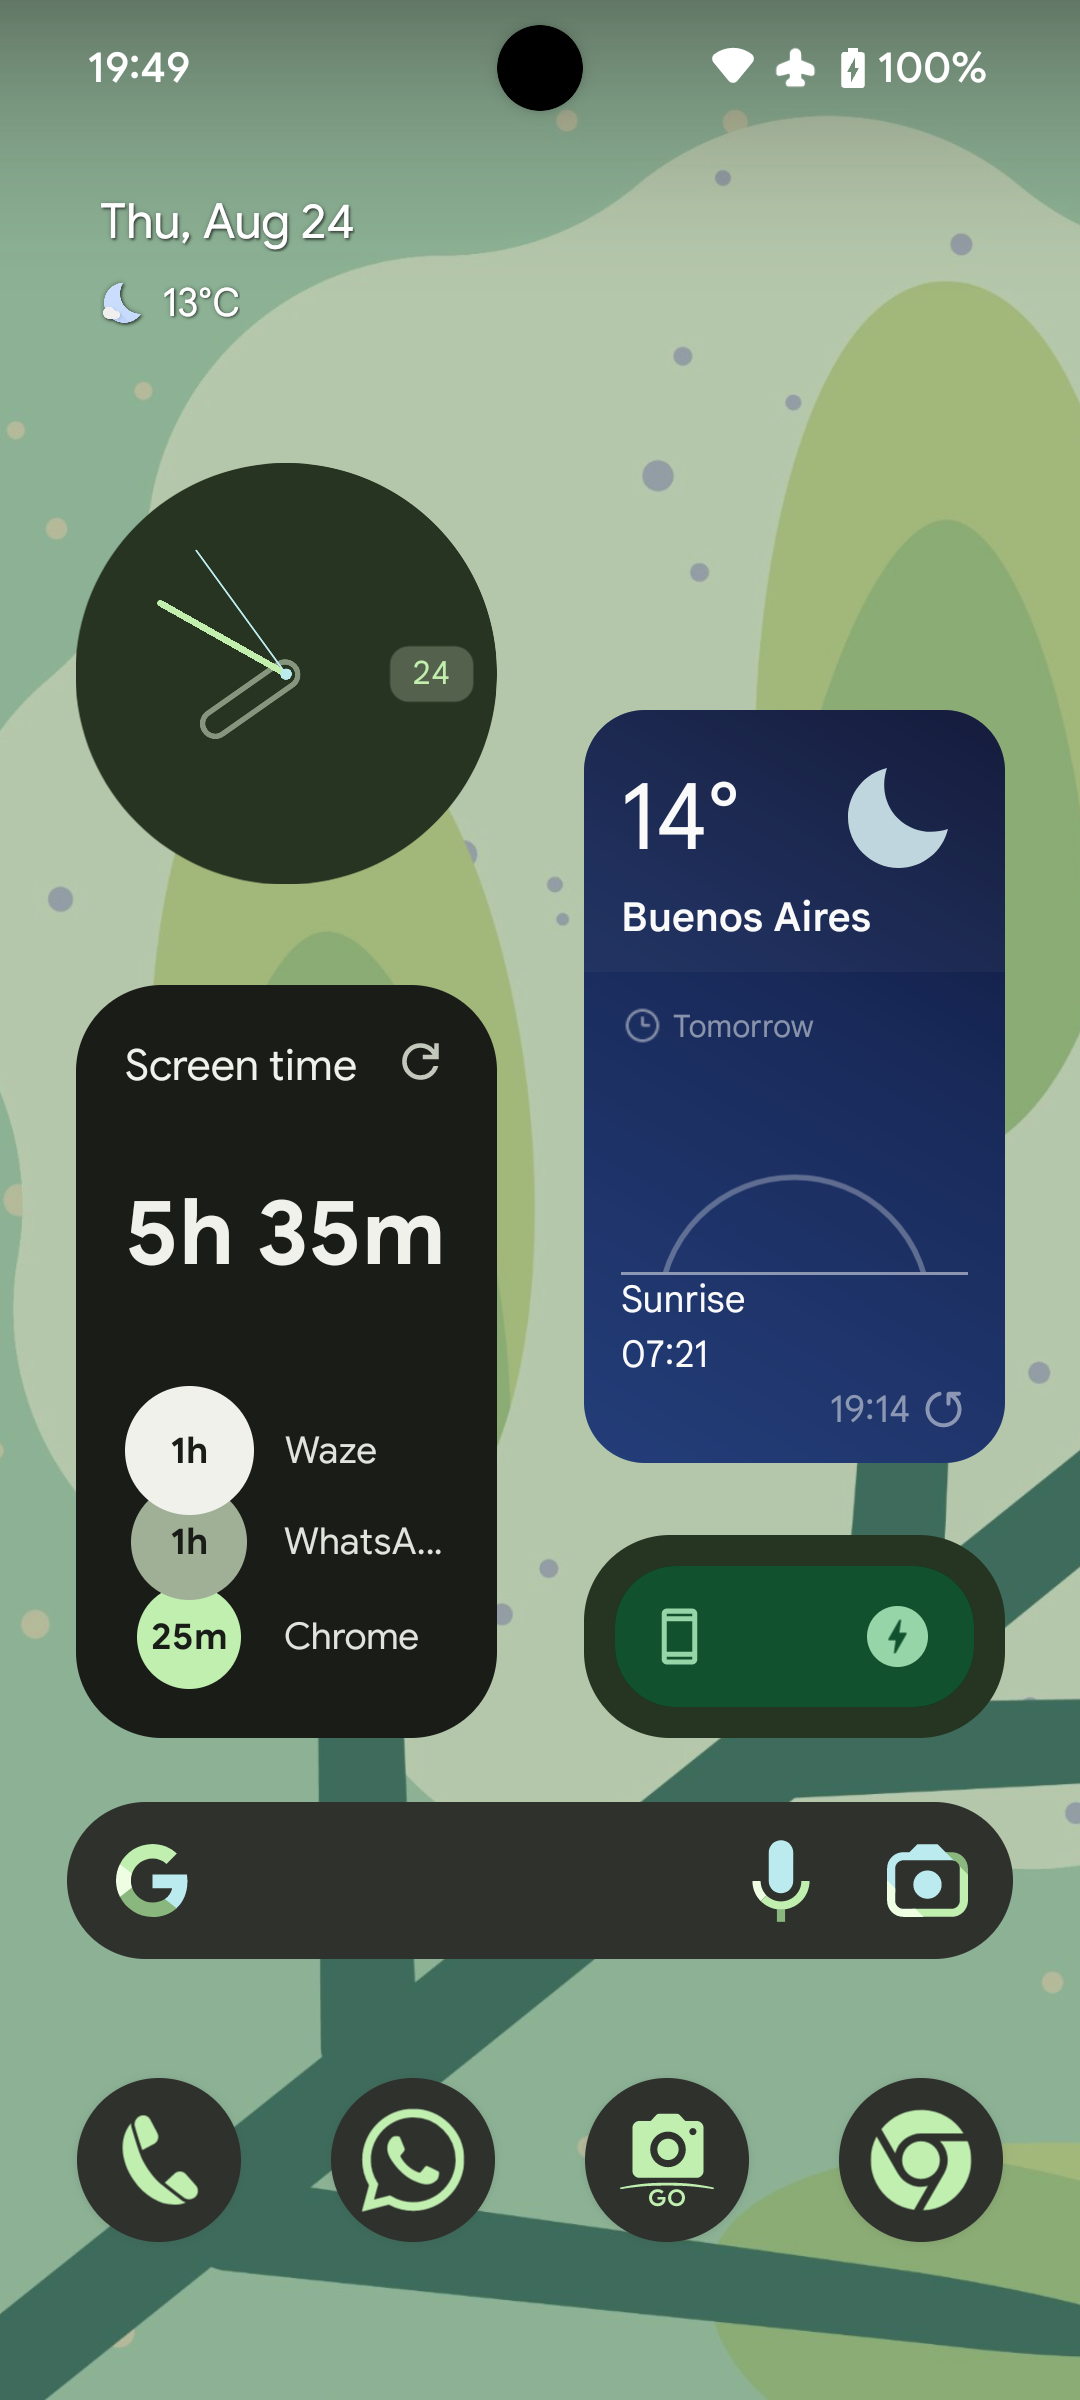 19:49
100%
Thu, Aug 24
13°C
24
14°
Buenos Aires
Tomorrow
Sunrise
07:21
19:14
Screen time
5h 35m
1h Waze
1h WhatsA...
25m Chrome
GO